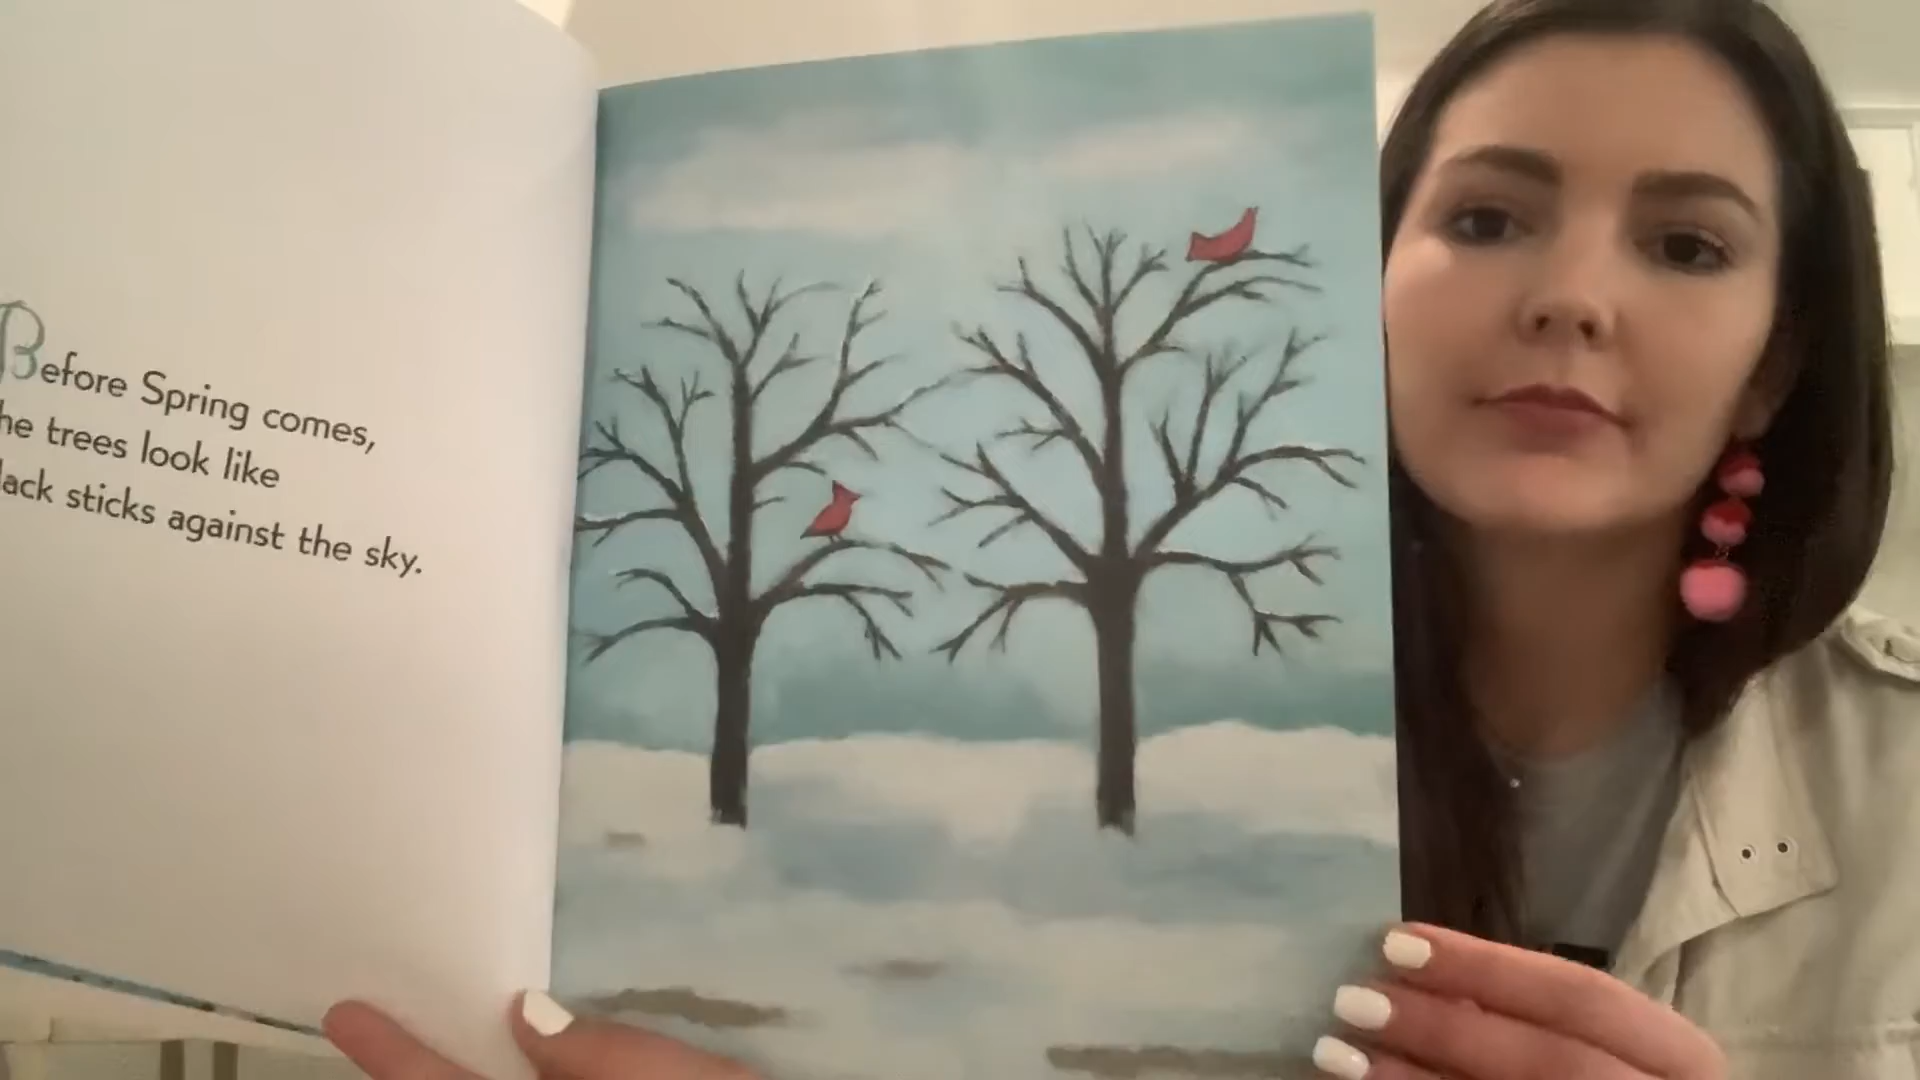 Before Spring comes,
he trees look like
lack sticks against the sky.